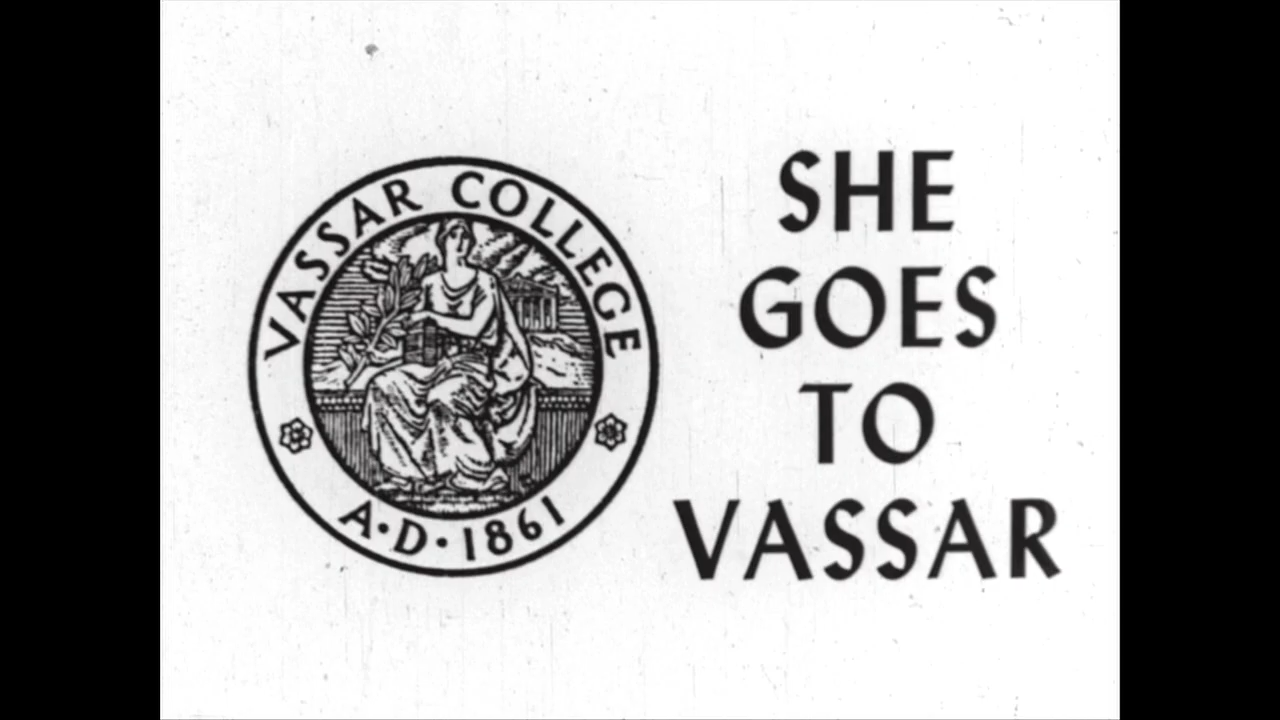 VASSAR COLLEGE
A·D·1861
SHE
GOES
TO
VASSAR